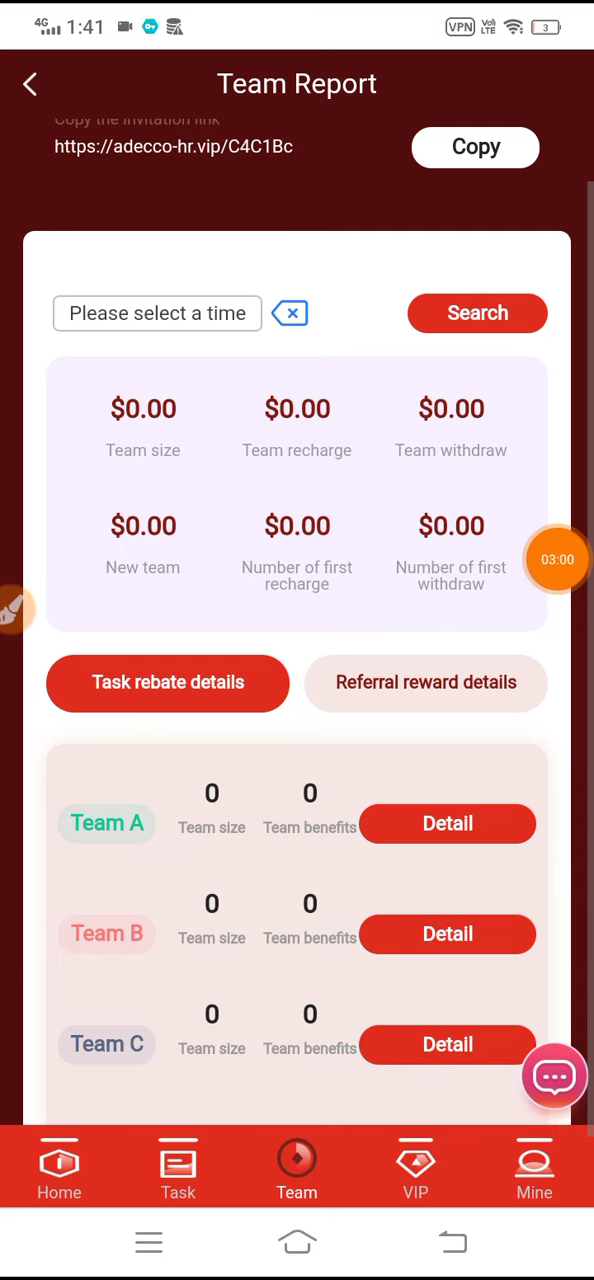 4G 1:41 VPN VoI LTE 3
Team Report
Copy the invitation link
https://adecco-hr.vip/C4C1Bc
Copy
Please select a time
Search
$0.00 $0.00 $0.00
Team size Team recharge Team withdraw
$0.00 $0.00 $0.00
New team Number of first recharge Number of first withdraw
03:00
Task rebate details Referral reward details
0 0
Team A Team size Team benefits Detail
0 0
Team B Team size Team benefits Detail
0 0
Team C Team size Team benefits Detail
Home Task Team VIP Mine